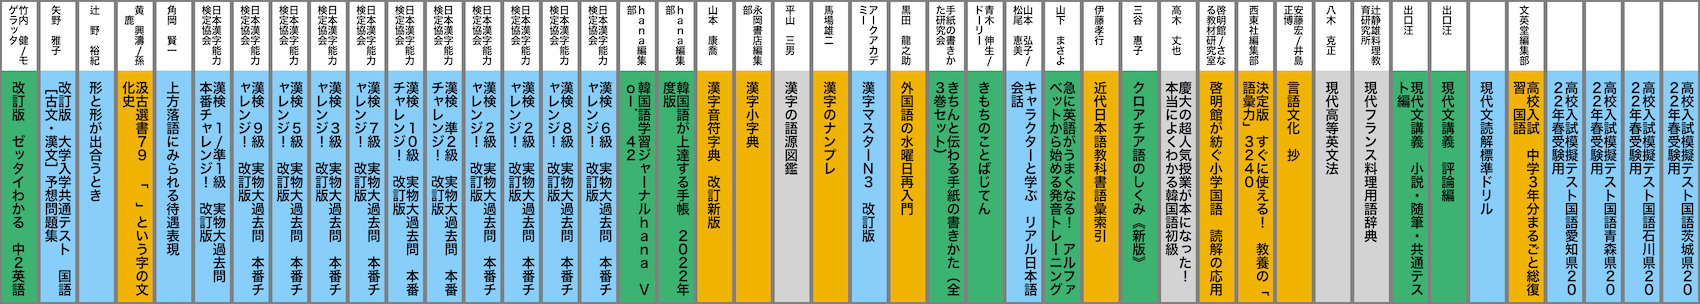 高校入試模擬テスト国語茨城県20
22年春受験用
高校入試模擬テスト国語石川県20
22年春受験用
高校入試模擬テスト国語青森県20
22年春受験用
高校入試模擬テスト国語愛知県20
22年春受験用
文英堂編集部
高校入試　中学3年分まるごと総復
習　国語
現代文読解標準ドリル
出口汪
現代文講義　評論編
出口汪
現代文講義　小説・随筆・共通テス
ト編
辻静雄料理教
育研究所
現代フランス料理用語辞典
八木　克正
現代高等英文法
安藤宏/井島
正博
言語文化　抄
西東社編集部
決定版　すぐに使える!　教養の「
語彙力」3240
啓明館/さな
る教材研究室
啓明館が紡ぐ小学国語　読解の応用
高木　丈也
慶大の超人気授業が本になった!
本当によくわかる韓国語初級
三谷　惠子
クロアチア語のしくみ《新版》
伊藤孝行
近代日本語教科書語彙索引
山下　まさよ
急に英語がうまくなる!　アルファ
ベットから始める発音トレーニング
山本　弘子/
松尾　恵美
キャラクターと学ぶ　リアル日本語
会話
青木　伸生/
ドリー
きもちのことばじてん
手紙の書きか
た研究会
きちんと伝わる手紙の書きかた(全
3巻セット)
黒田　龍之助
外国語の水曜日再入門
アークアカデ
ミー
漢字マスターN3　改訂版
馬場雄二
漢字のナンプレ
平山　三男
漢字の語源図鑑
永岡書店編集
部
漢字小字典
山本　康喬
漢字音符字典　改訂新版
hana編集
部
韓国語が上達する手帳　2022年
度版
hana編集
部
韓国語学習ジャーナルhana　V
ol.　42
日本漢字能力
検定協会
漢検　6級　実物大過去問　本番チ
ャレンジ!　改訂版
日本漢字能力
検定協会
漢検　8級　実物大過去問　本番チ
ャレンジ!　改訂版
日本漢字能力
検定協会
漢検　2級　実物大過去問　本番チ
ャレンジ!　改訂版
日本漢字能力
検定協会
漢検　2級　実物大過去問　本番チ
ャレンジ!　改訂版
日本漢字能力
検定協会
漢検　準2級　実物大過去問　本番
チャレンジ!　改訂版
日本漢字能力
検定協会
漢検　10級　実物大過去問　本番
チャレンジ!　改訂版
日本漢字能力
検定協会
漢検　7級　実物大過去問　本番チ
ャレンジ!　改訂版
日本漢字能力
検定協会
漢検　3級　実物大過去問　本番チ
ャレンジ!　改訂版
日本漢字能力
検定協会
漢検　5級　実物大過去問　本番チ
ャレンジ!　改訂版
日本漢字能力
検定協会
漢検　9級　実物大過去問　本番チ
ャレンジ!　改訂版
日本漢字能力
検定協会
漢検　1/準1級　実物大過去問
本番チャレンジ!　改訂版
角岡　賢一
上方落語にみられる待遇表現
黄　興濤/孫
鹿
汲古選書79　「　」という字の文
化史
辻　野　裕紀
形と形が出合うとき
矢野　雅子
改訂版　大学入学共通テスト　国語
［古文・漢文］予想問題集
竹内　健/モ
ゲラッタ
改訂版　ゼッタイわかる　中2英語